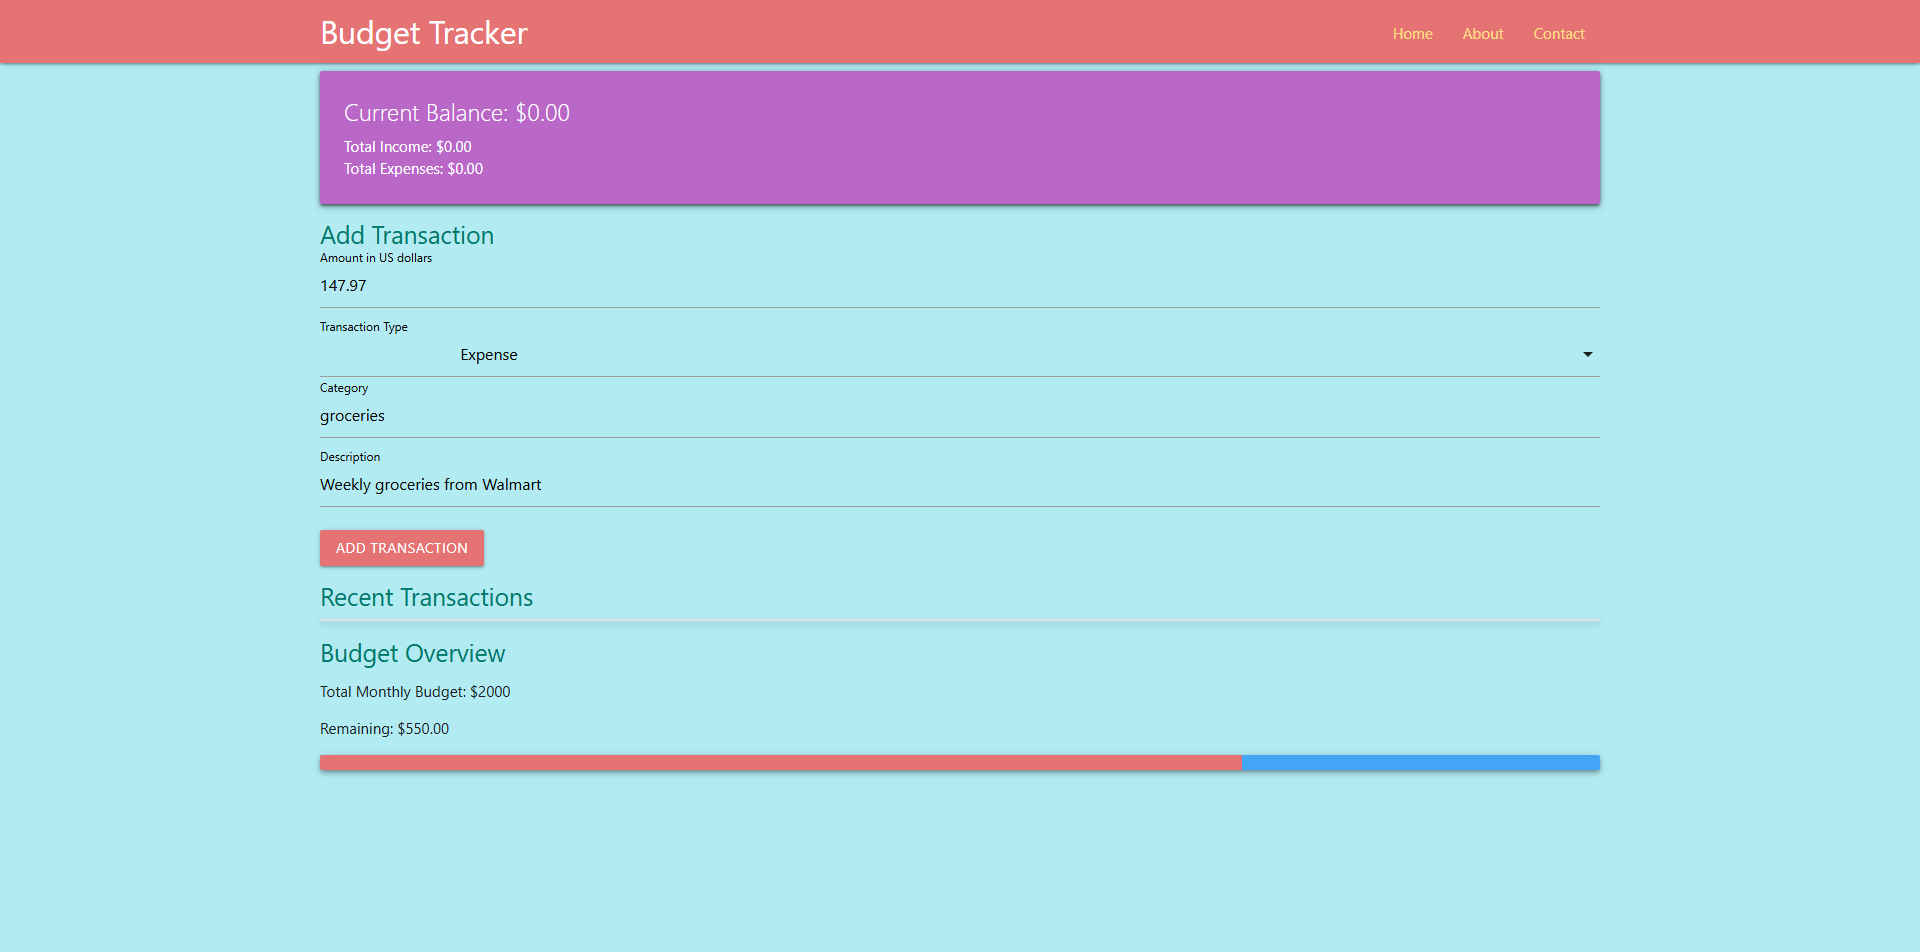 Budget Tracker
Home About Contact
Current Balance: $0.00
Total Income: $0.00
Total Expenses: $0.00
Add Transaction
Amount in US dollars
147.97
Transaction Type
Expense
Category
groceries
Description
Weekly groceries from Walmart
ADD TRANSACTION
Recent Transactions
Budget Overview
Total Monthly Budget: $2000
Remaining: $550.00